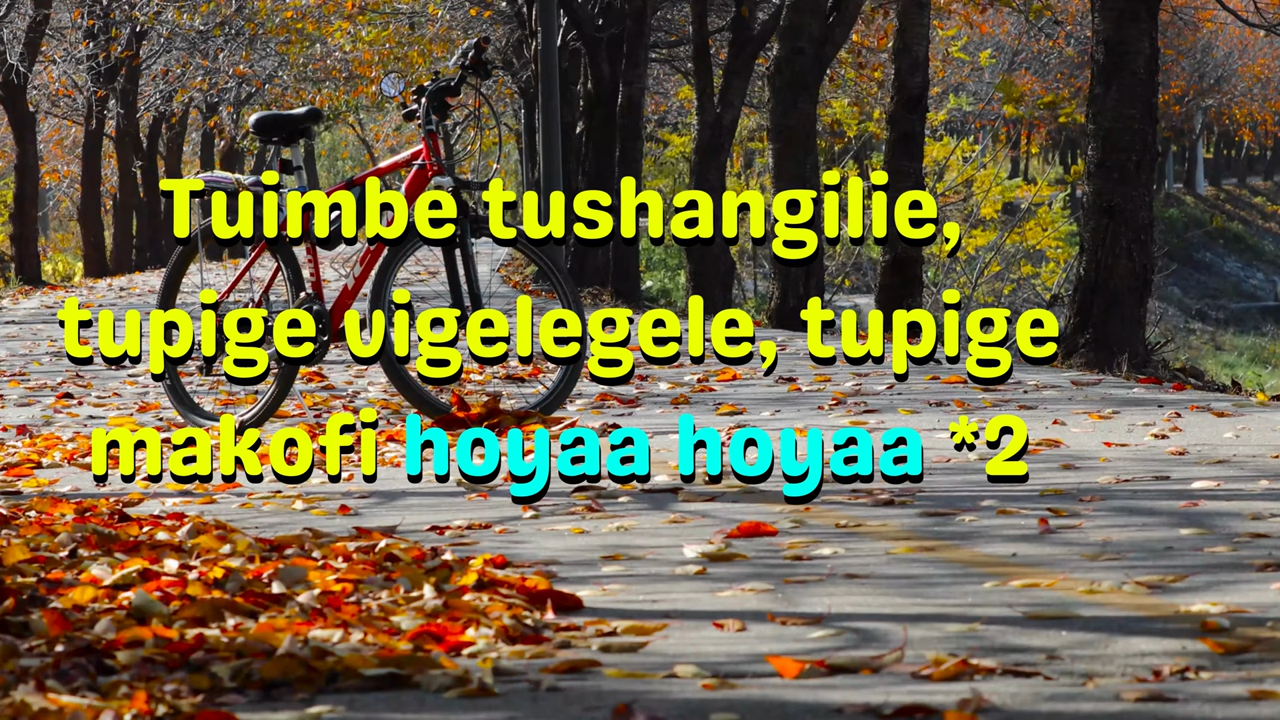 Tuimbe tushangilie,
tupige vigelegele, tupige
makofi hoyaa hoyaa *2